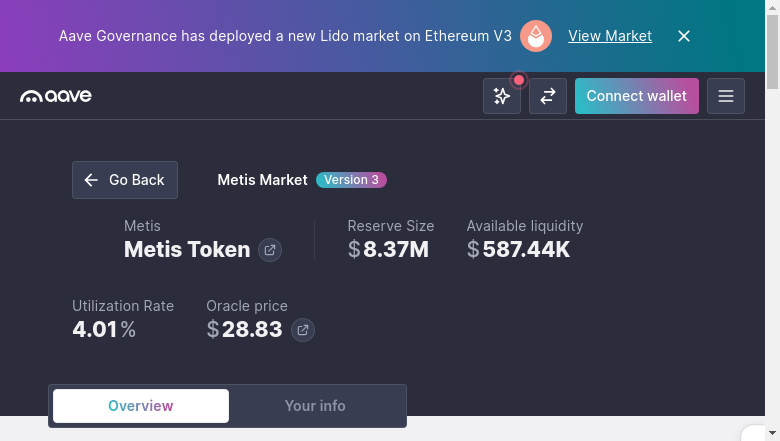 Aave Governance has deployed a new Lido market on Ethereum V3 View Market
aave Connect wallet
Go Back Metis Market Version 3
Metis Reserve Size Available liquidity
Metis Token $8.37M $587.44K
Utilization Rate Oracle price
4.01% $28.83
Overview Your info